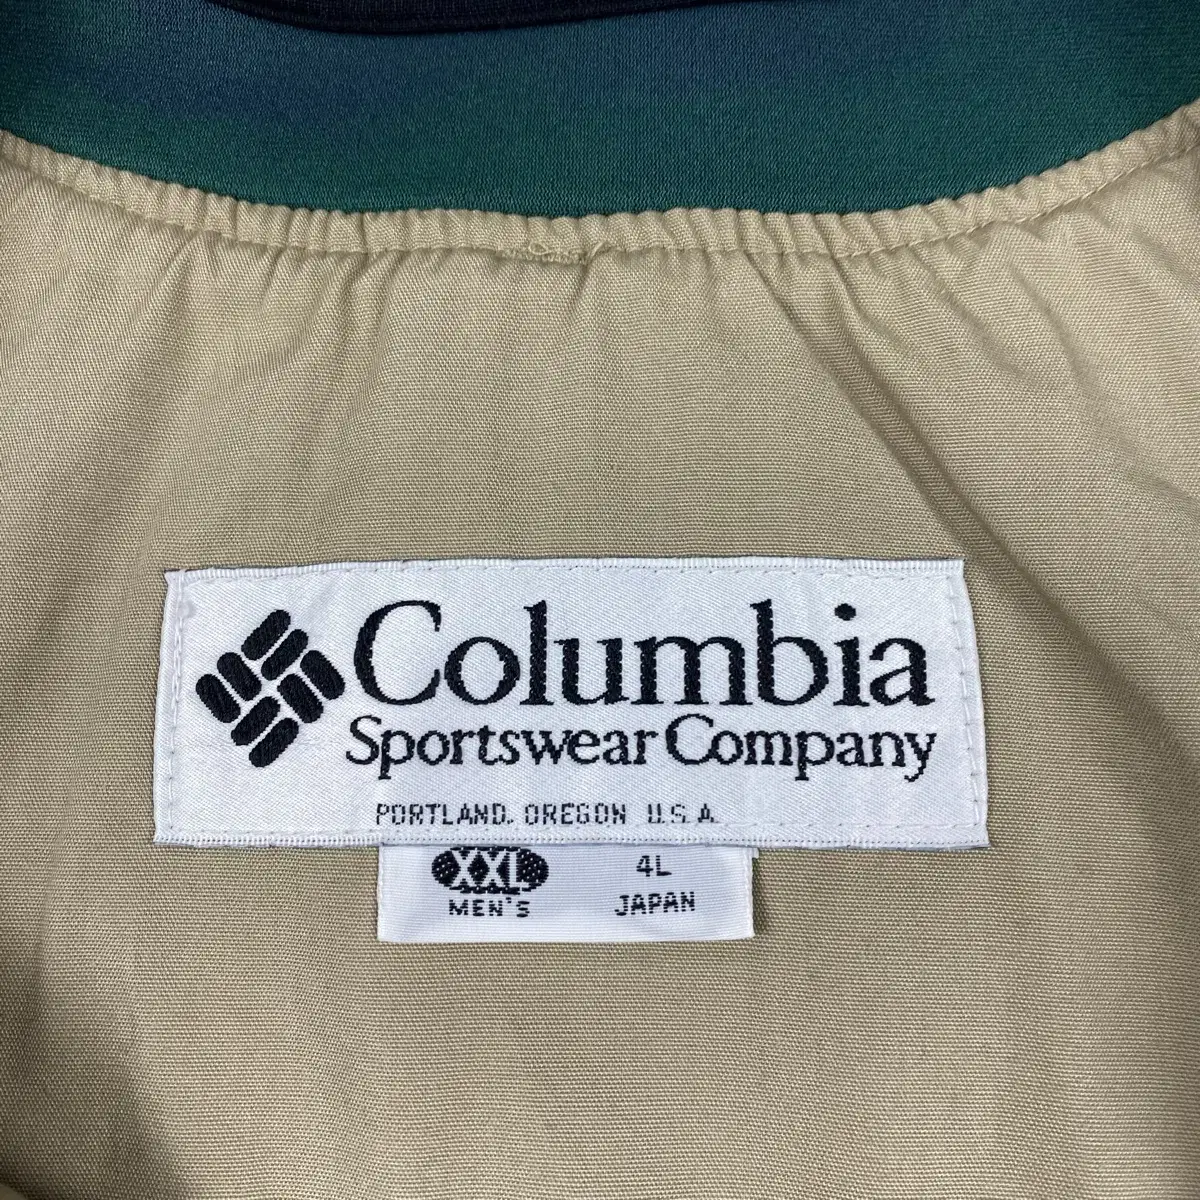 Columbia
Sportswear Company
PORTLAND, OREGON U.S.A.
XXL 4L
MEN'S JAPAN